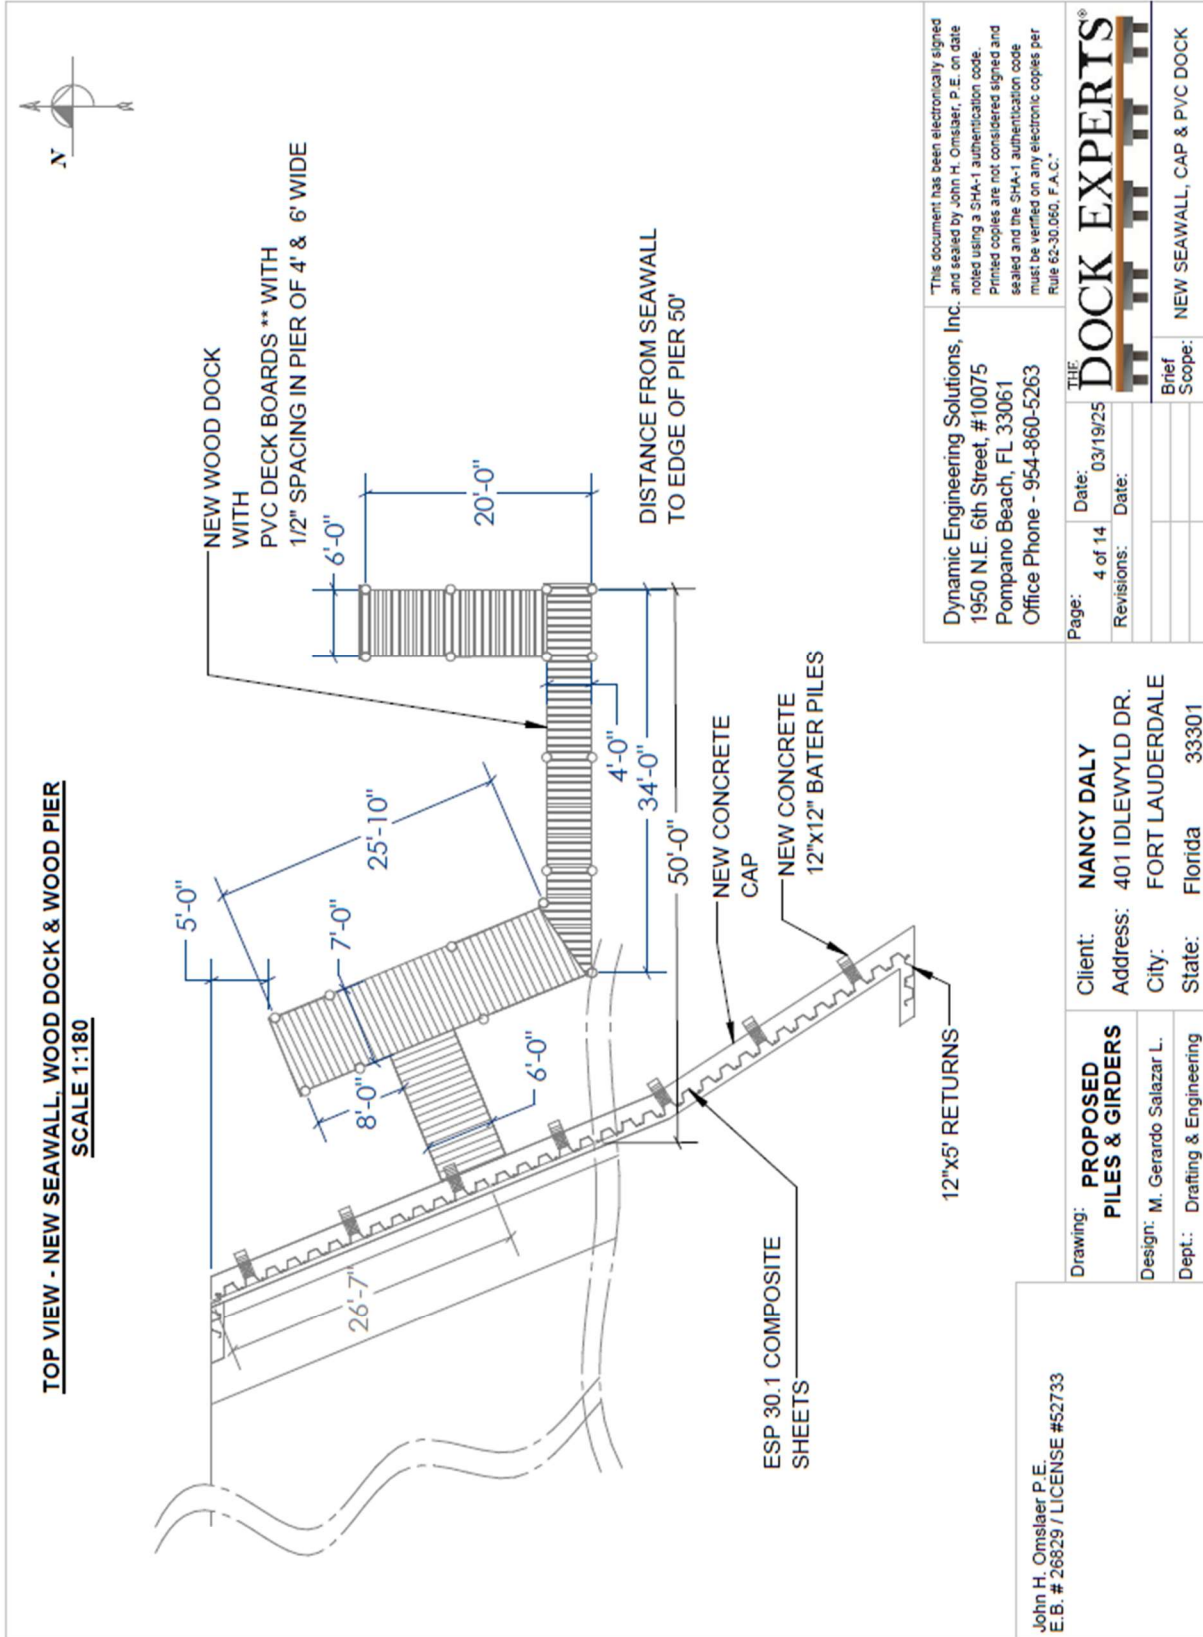 TOP VIEW - NEW SEAWALL, WOOD DOCK & WOOD PIER
SCALE 1:180
N
NEW WOOD DOCK
WITH
PVC DECK BOARDS ** WITH
1/2" SPACING IN PIER OF 4' & 6' WIDE
5'-0"
25'-10"
7'-0"
8'-0"
6'-0"
26'-7"
6'-0"
20'-0"
4'-0"
34'-0"
50'-0"
DISTANCE FROM SEAWALL
TO EDGE OF PIER 50'
NEW CONCRETE
CAP
NEW CONCRETE
12"x12" BATER PILES
ESP 30.1 COMPOSITE
SHEETS
12"x5' RETURNS
John H. Omslaer P.E.
E.B. # 26829 / LICENSE #52733
Drawing: PROPOSED
PILES & GIRDERS
Design: M. Gerardo Salazar L.
Dept.: Drafting & Engineering
Client: NANCY DALY
Address: 401 IDLEWYLD DR.
City: FORT LAUDERDALE
State: Florida 33301
Dynamic Engineering Solutions, Inc.
1950 N.E. 6th Street, #10075
Pompano Beach, FL 33061
Office Phone - 954-860-5263
"This document has been electronically signed
and sealed by John H. Omslaer, P.E. on date
noted using a SHA-1 authentication code.
Printed copies are not considered signed and
sealed and the SHA-1 authentication code
must be verified on any electronic copies per
Rule 62-30.060, F.A.C."
Page: 4 of 14
Date: 03/19/25
Revisions: Date:
THE
DOCK EXPERTS®
Brief
Scope: NEW SEAWALL, CAP & PVC DOCK